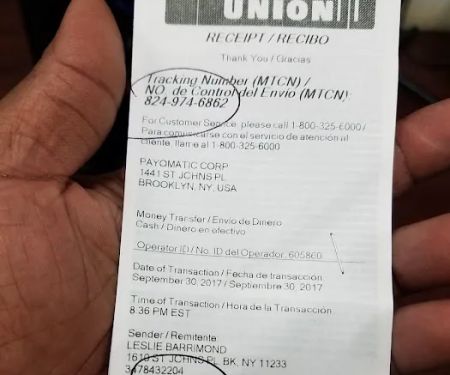 UNION
RECEIPT / RECIBO
Thank You / Gracias
Tracking Number (MTCN) /
NO. de Control del Envío (MTCN):
824-974-6862
For Customer Service, please call 1-800-325-6000 /
Para comunicarse con el servicio de atención al
cliente, llame al 1-800-325-6000
PAYOMATIC CORP
1441 ST JCHNS PL
BROOKLYN, NY, USA
Money Transfer / Envío de Dinero
Cash / Dinero en efectivo
Operator ID / No. ID del Operador: 605860
Date of Transaction / Fecha de transacción
September 30, 2017 / Septiembre 30, 2017
Time of Transaction / Hora de la Transacción
8:36 PM EST
Sender / Remitente
LESLIE BARRIMOND
1610 ST JOHNS PL. BK, NY 11233
3478432204